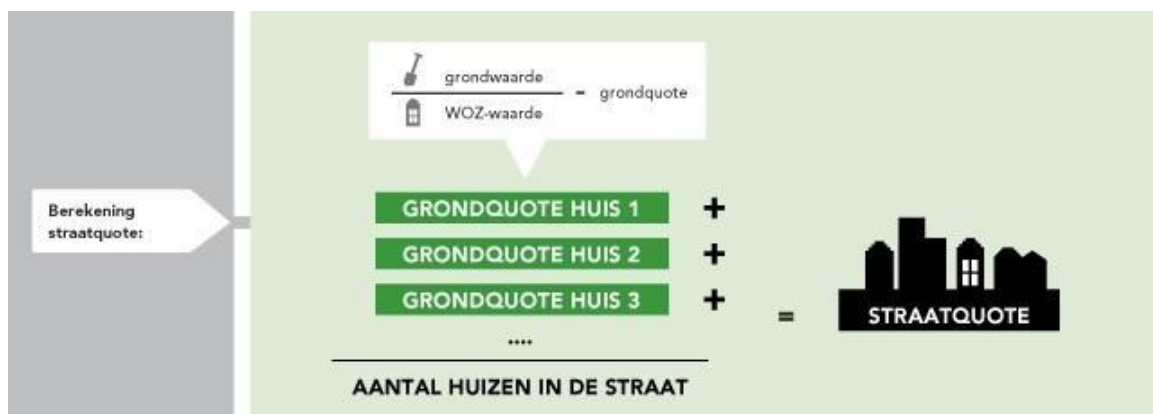 grondwaarde
WOZ-waarde
= grondquote
Berekening
straatquote:
GRONDQUOTE HUIS 1 +
GRONDQUOTE HUIS 2 +
GRONDQUOTE HUIS 3 +
....
AANTAL HUIZEN IN DE STRAAT
=
STRAATQUOTE